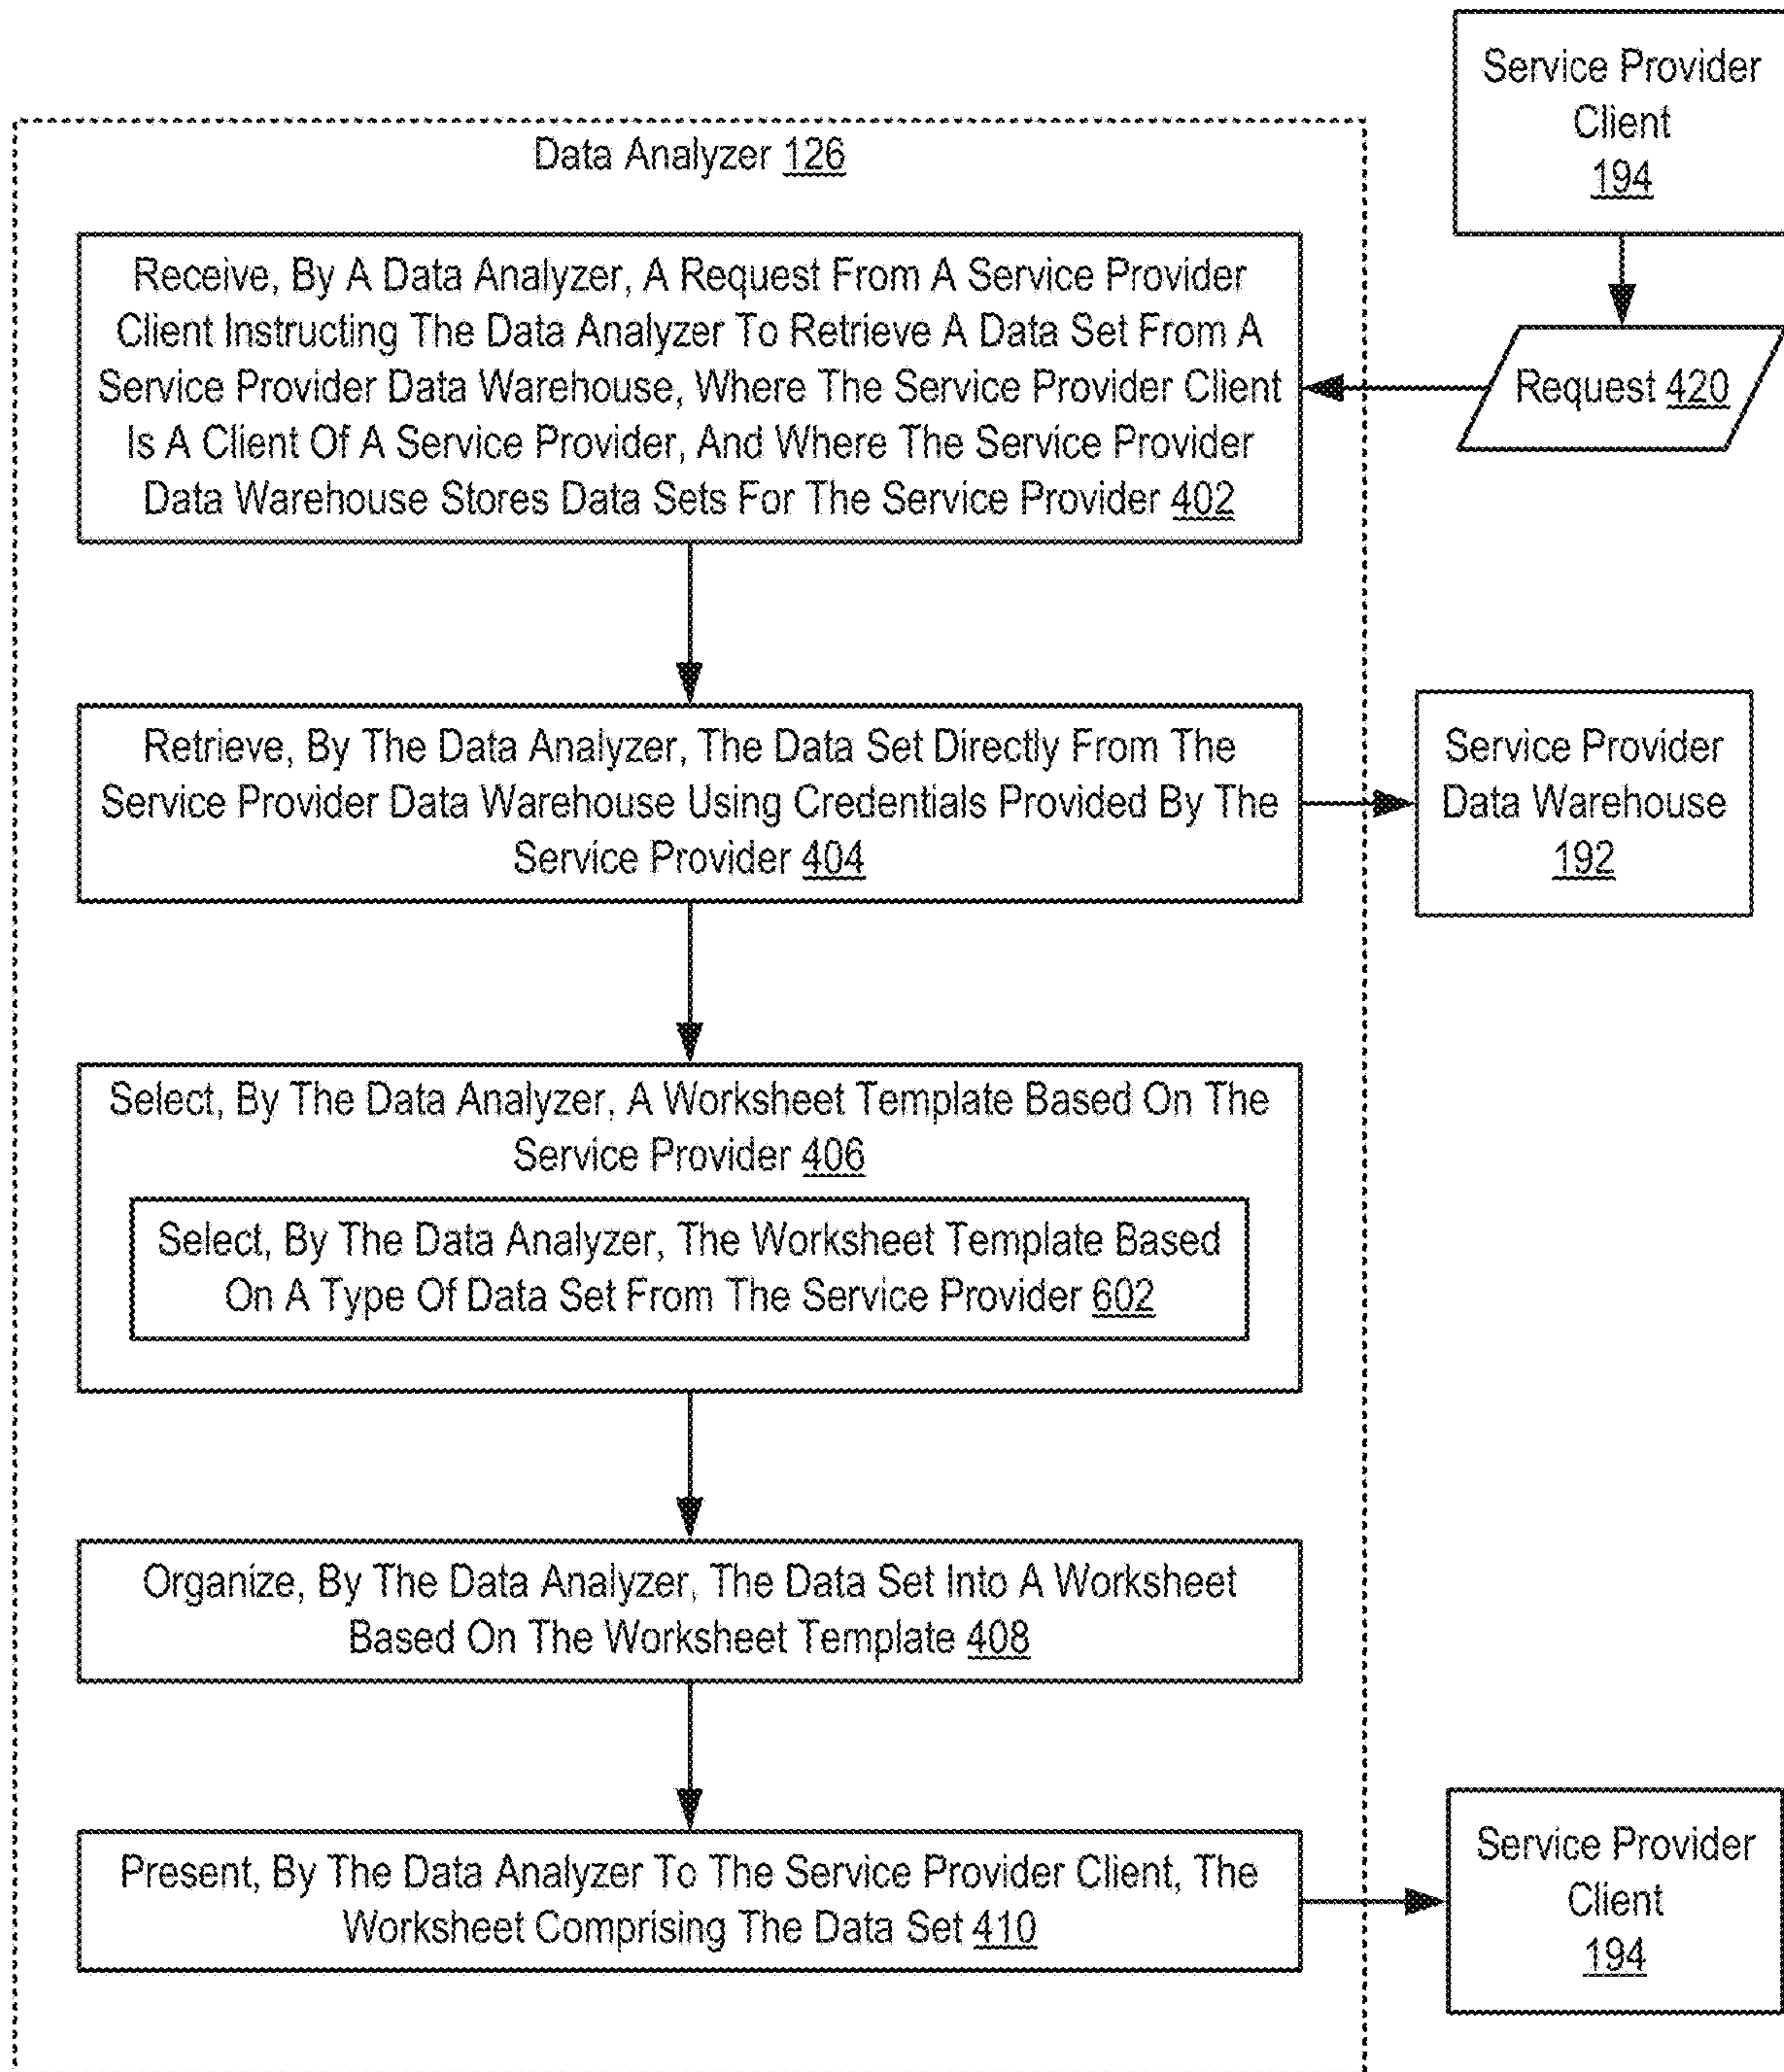 Service Provider
Client
194
Data Analyzer 126
Receive, By A Data Analyzer, A Request From A Service Provider
Client Instructing The Data Analyzer To Retrieve A Data Set From A
Service Provider Data Warehouse, Where The Service Provider Client
Is A Client Of A Service Provider, And Where The Service Provider
Data Warehouse Stores Data Sets For The Service Provider 402
Request 420
Retrieve, By The Data Analyzer, The Data Set Directly From The
Service Provider Data Warehouse Using Credentials Provided By The
Service Provider 404
Service Provider
Data Warehouse
192
Select, By The Data Analyzer, A Worksheet Template Based On The
Service Provider 406
Select, By The Data Analyzer, The Worksheet Template Based
On A Type Of Data Set From The Service Provider 602
Organize, By The Data Analyzer, The Data Set Into A Worksheet
Based On The Worksheet Template 408
Present, By The Data Analyzer To The Service Provider Client, The
Worksheet Comprising The Data Set 410
Service Provider
Client
194